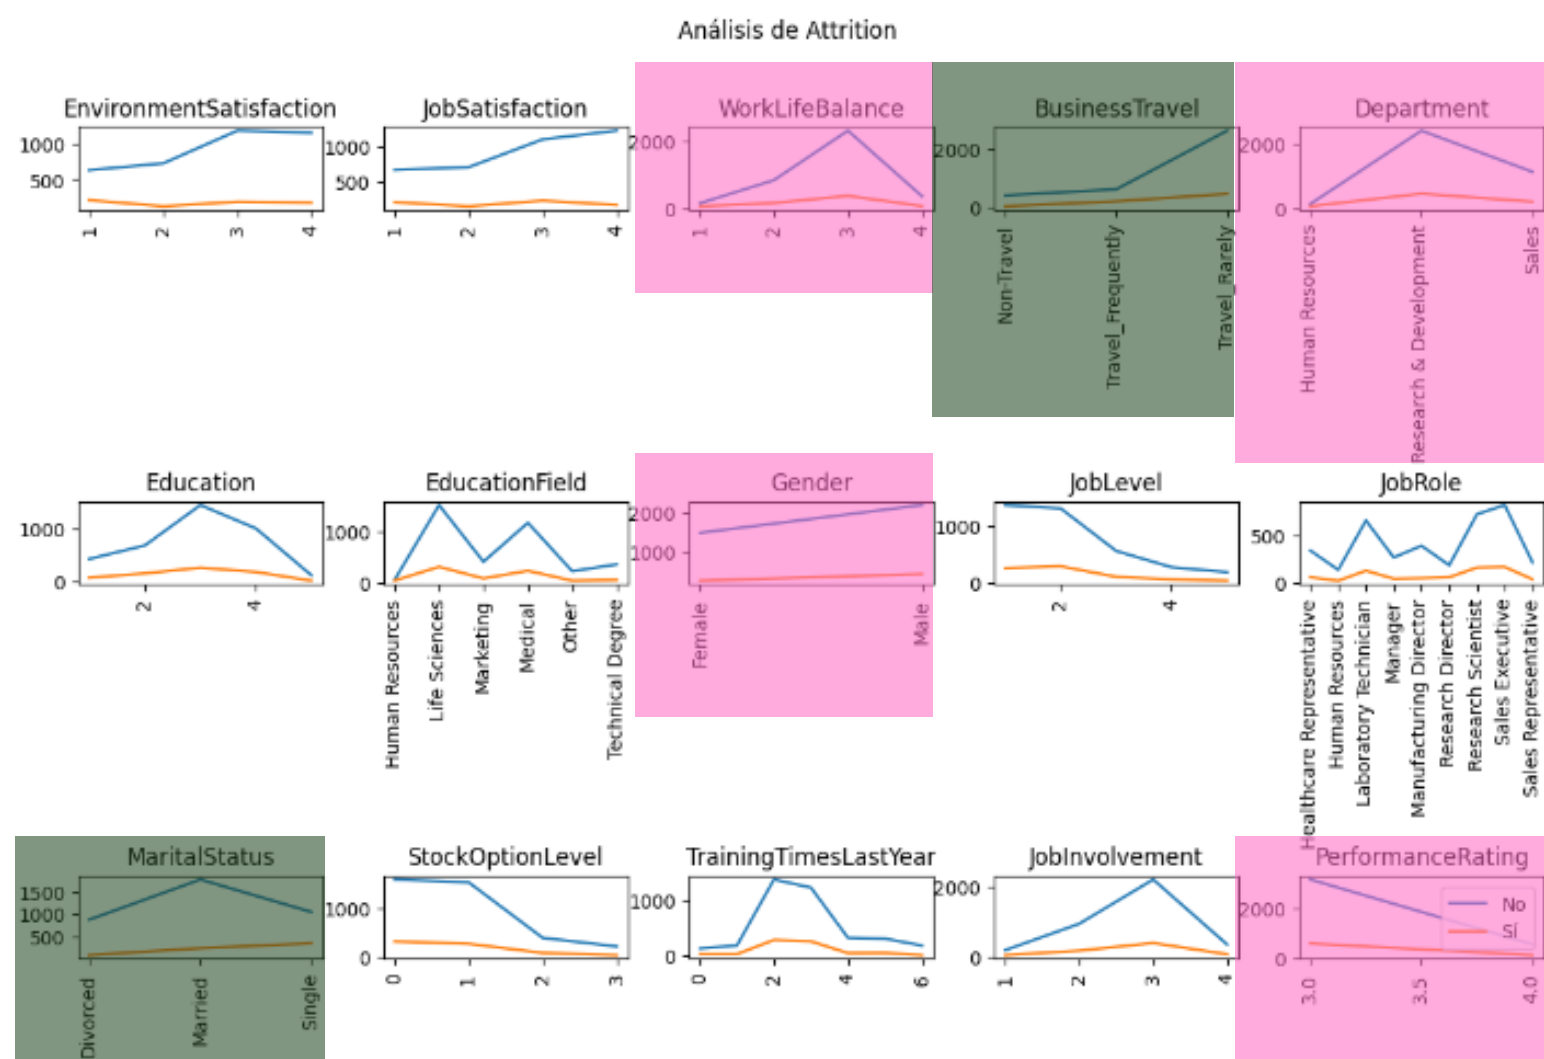 Análisis de Attrition
EnvironmentSatisfaction
1000
500
1
2
3
4
JobSatisfaction
1000
500
1
2
3
4
WorkLifeBalance
2000
0
1
2
3
4
BusinessTravel
2000
0
Non-Travel
Travel_Frequently
Travel_Rarely
Department
2000
0
Human Resources
Research & Development
Sales
Education
1000
0
2
4
EducationField
1000
0
Human Resources
Life Sciences
Marketing
Medical
Other
Technical Degree
Gender
2000
1000
Female
Male
JobLevel
1000
0
2
4
JobRole
500
0
Healthcare Representative
Human Resources
Laboratory Technician
Manager
Manufacturing Director
Research Director
Research Scientist
Sales Executive
Sales Representative
MaritalStatus
1500
1000
500
Divorced
Married
Single
StockOptionLevel
1000
0
0
1
2
3
TrainingTimesLastYear
1000
0
0
2
4
6
JobInvolvement
2000
0
1
2
3
4
PerformanceRating
2000
0
3.0
3.5
4.0
No
Sí